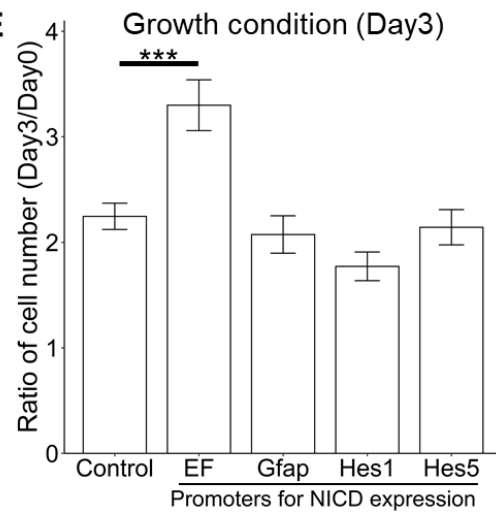 Growth condition (Day3)
***
Ratio of cell number (Day3/Day0)
4
3
2
1
0
Control EF Gfap Hes1 Hes5
Promoters for NICD expression